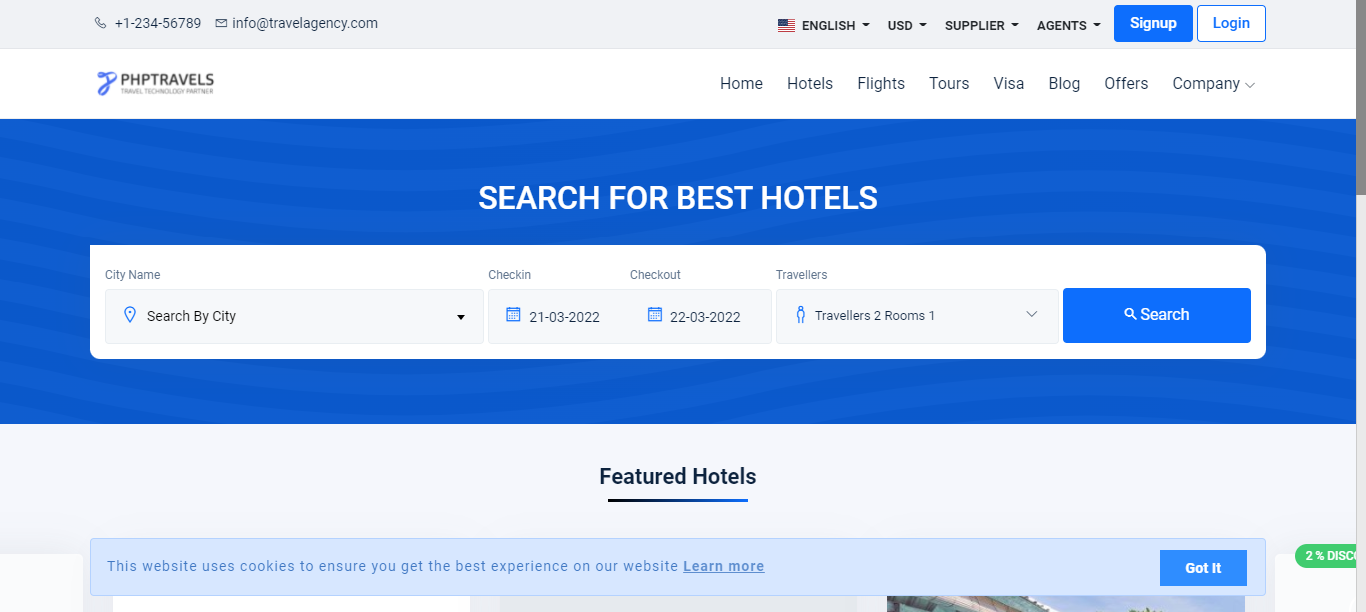 +1-234-56789 info@travelagency.com ENGLISH USD SUPPLIER AGENTS Signup Login
PHPTRAVELS
TRAVEL TECHNOLOGY PARTNER
Home Hotels Flights Tours Visa Blog Offers Company
SEARCH FOR BEST HOTELS
City Name Checkin Checkout Travellers
Search By City 21-03-2022 22-03-2022 Travellers 2 Rooms 1 Search
Featured Hotels
This website uses cookies to ensure you get the best experience on our website Learn more Got It
2 % DISC